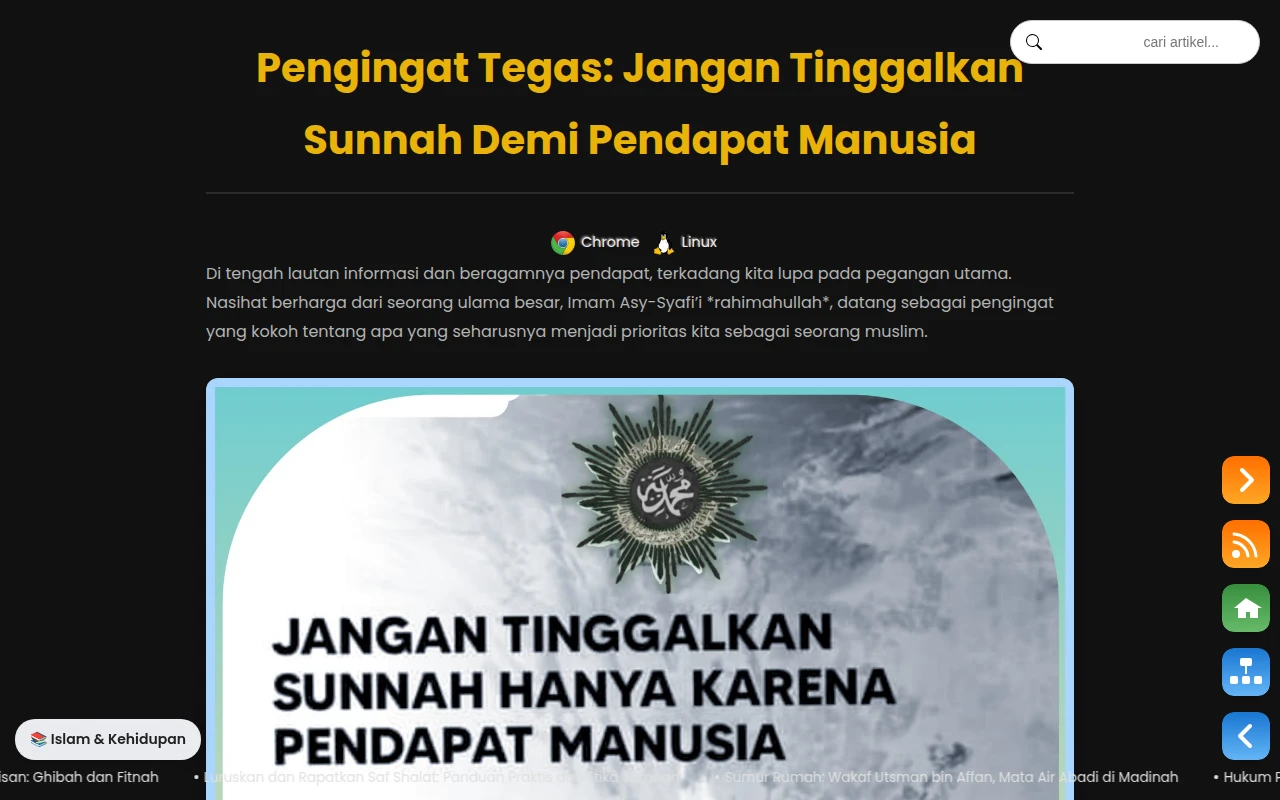 cari artikel...
Pengingat Tegas: Jangan Tinggalkan
Sunnah Demi Pendapat Manusia
Chrome Linux
Di tengah lautan informasi dan beragamnya pendapat, terkadang kita lupa pada pegangan utama.
Nasihat berharga dari seorang ulama besar, Imam Asy-Syafi’i *rahimahullah*, datang sebagai pengingat
yang kokoh tentang apa yang seharusnya menjadi prioritas kita sebagai seorang muslim.
محمدية
JANGAN TINGGALKAN
SUNNAH HANYA KARENA
PENDAPAT MANUSIA
📚 Islam & Kehidupan
isan: Ghibah dan Fitnah • Luruskan dan Rapatkan Saf Shalat: Panduan Praktis • Sumur Rumah: Wakaf Utsman bin Affan, Mata Air Abadi di Madinah • Hukum